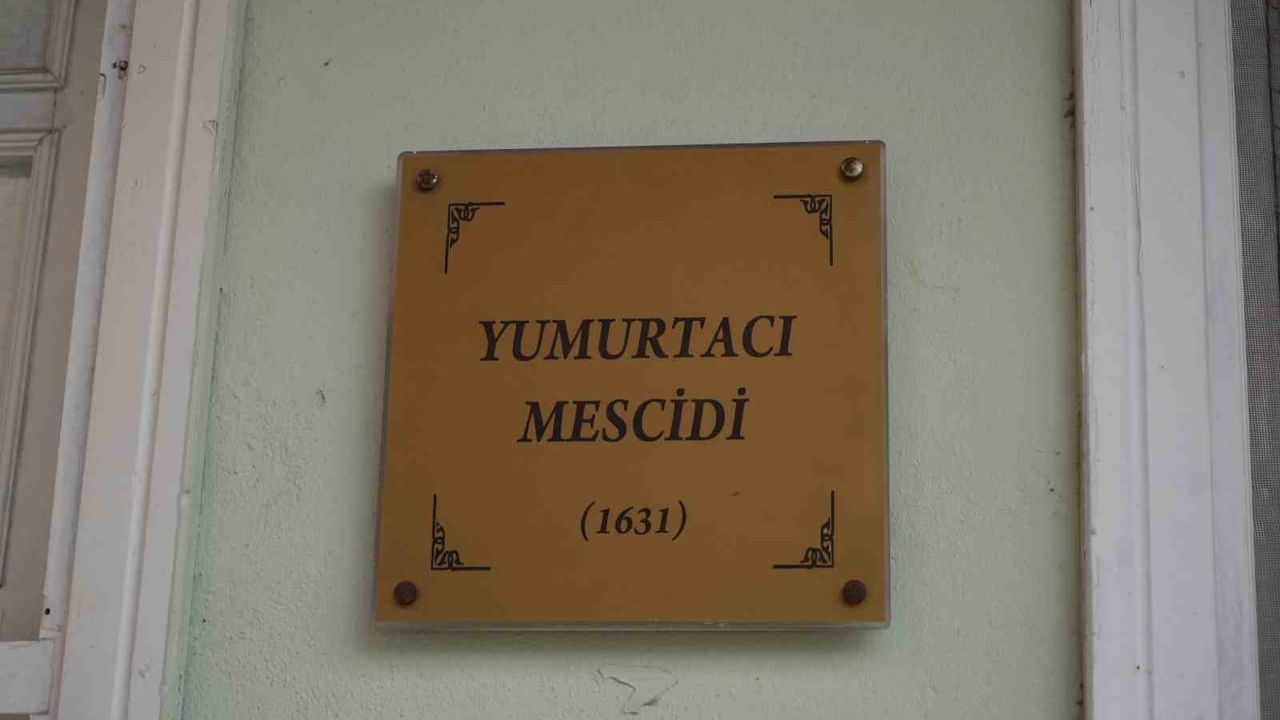 YUMURTACI
MESCİDİ
(1631)